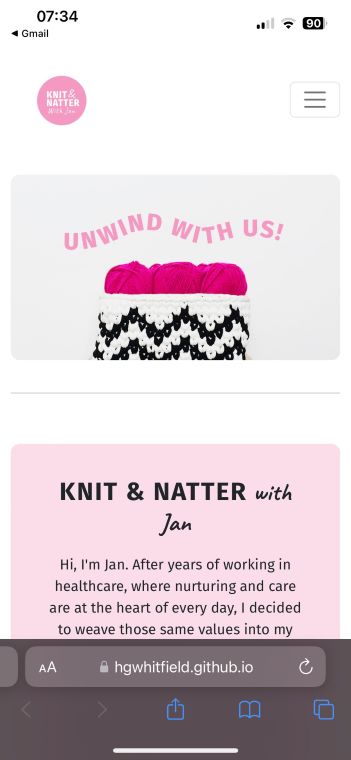 07:34
90
◀ Gmail
KNIT &
NATTER
With Jan
UNWIND WITH US!
KNIT & NATTER with
Jan
Hi, I'm Jan. After years of working in
healthcare, where nurturing and care
are at the heart of every day, I decided
to weave those same values into my
AA
hgwhitfield.github.io